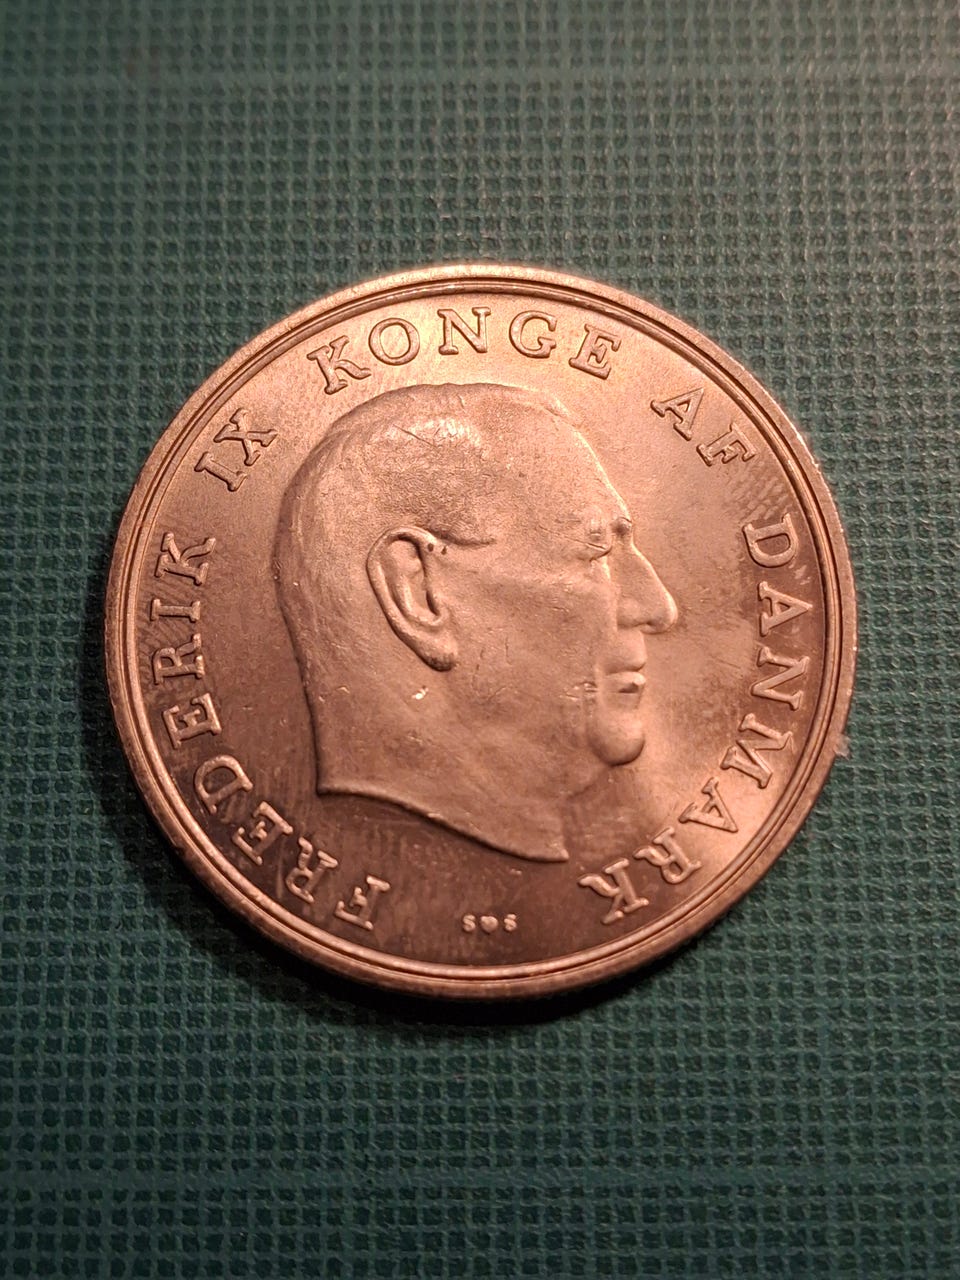 FREDERIK IX KONGE AF DANMARK
S♥S